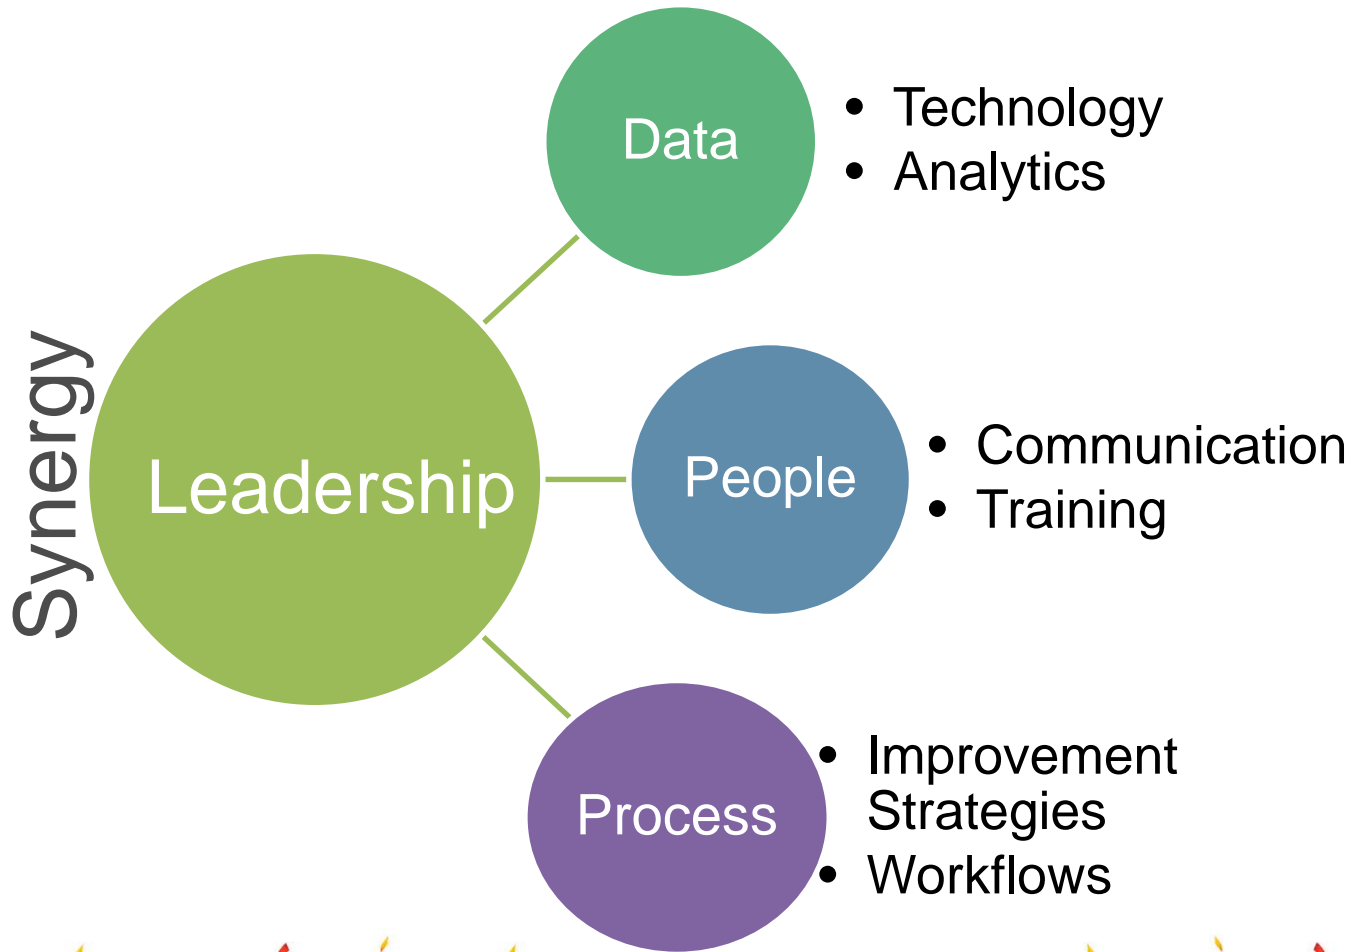 Synergy
Leadership
Data
• Technology
• Analytics
People
• Communication
• Training
Process
• Improvement
Strategies
• Workflows